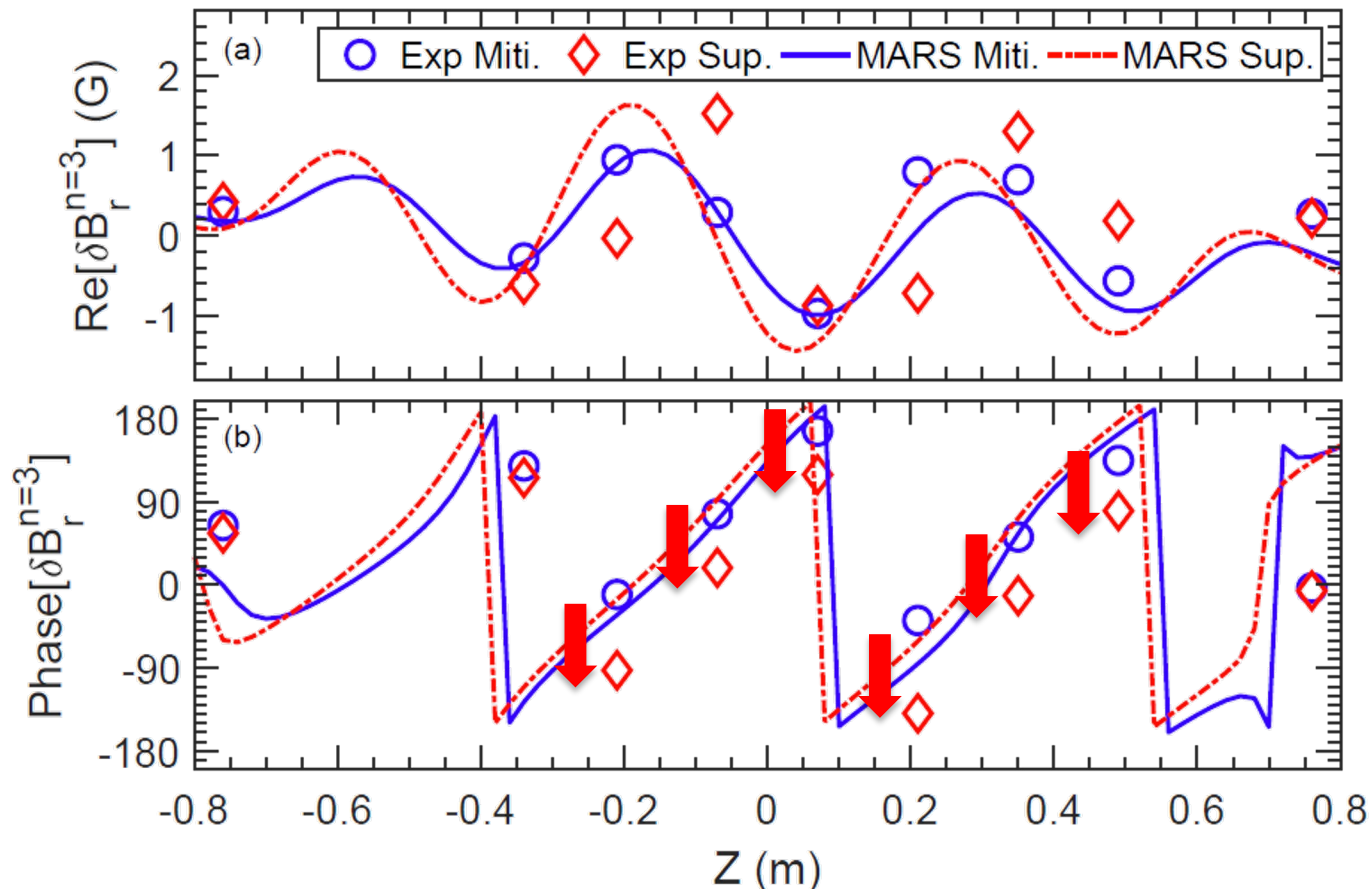 (a)
Exp Miti. Exp Sup. MARS Miti. MARS Sup.
Re[δB_r^{n=3}] (G)
2
1
0
-1
(b)
Phase[δB_r^{n=3}]
180
90
0
-90
-180
-0.8 -0.6 -0.4 -0.2 0 0.2 0.4 0.6 0.8
Z (m)